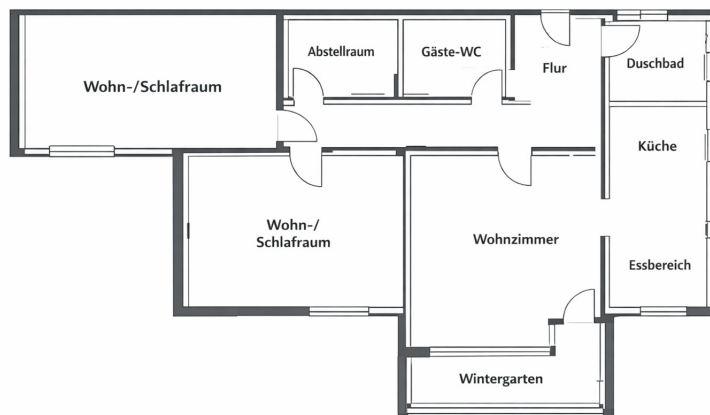 Abstellraum
Gäste-WC
Flur
Duschbad
Wohn-/Schlafraum
Küche
Wohn-/
Schlafraum
Wohnzimmer
Essbereich
Wintergarten